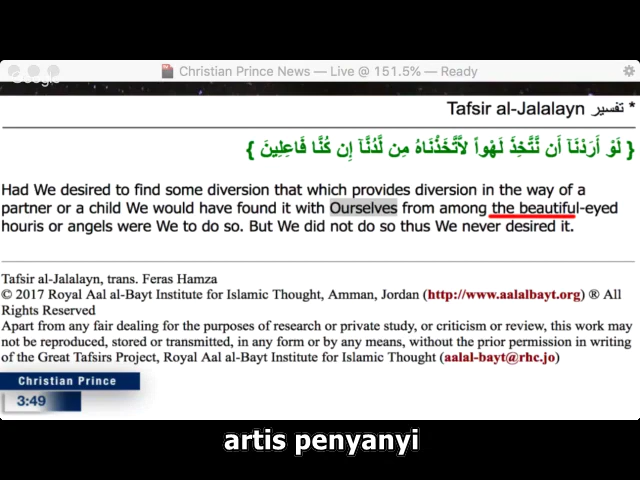 Christian Prince News — Live @ 151.5% — Ready
Google
* تفسير Tafsir al-Jalalayn
{ لَوْ أَرَدْنَآ أَن نَّتَّخِذَ لَهْواً لاَّتَّخَذْنَاهُ مِن لَّدُنَّآ إِن كُنَّا فَاعِلِينَ }
Had We desired to find some diversion that which provides diversion in the way of a
partner or a child We would have found it with Ourselves from among the beautiful-eyed
houris or angels were We to do so. But We did not do so thus We never desired it.
Tafsir al-Jalalayn, trans. Feras Hamza
© 2017 Royal Aal al-Bayt Institute for Islamic Thought, Amman, Jordan (http://www.aalalbayt.org) ® All
Rights Reserved
Apart from any fair dealing for the purposes of research or private study, or criticism or review, this work may
not be reproduced, stored or transmitted, in any form or by any means, without the prior permission in writing
of the Great Tafsirs Project, Royal Aal al-Bayt Institute for Islamic Thought (aalal-bayt@rhc.jo)
Christian Prince
3:49
artis penyanyi